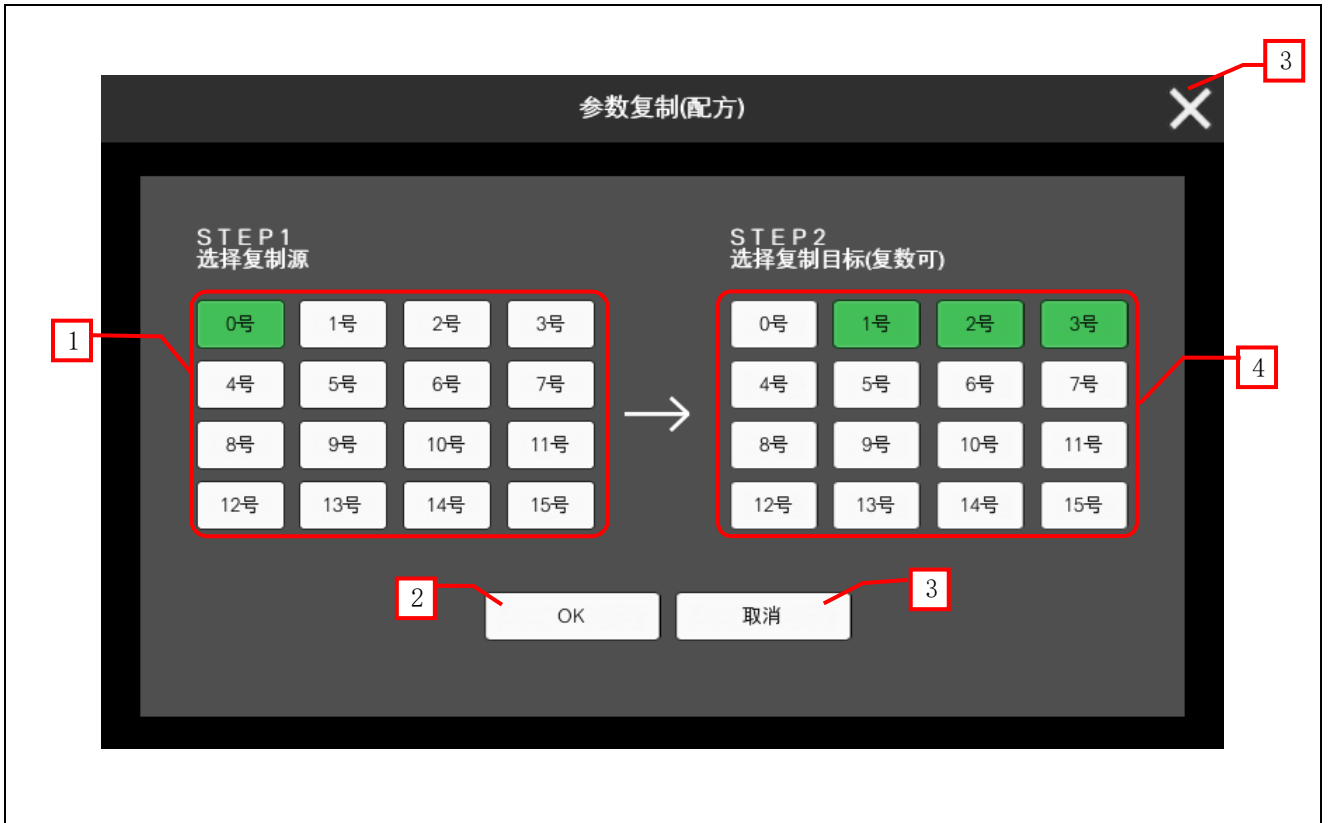 3
参数复制(配方)
STEP1
选择复制源
STEP2
选择复制目标(复数可)
0号 1号 2号 3号
0号 1号 2号 3号
1
4
4号 5号 6号 7号
4号 5号 6号 7号
8号 9号 10号 11号
8号 9号 10号 11号
12号 13号 14号 15号
12号 13号 14号 15号
2
OK
取消
3